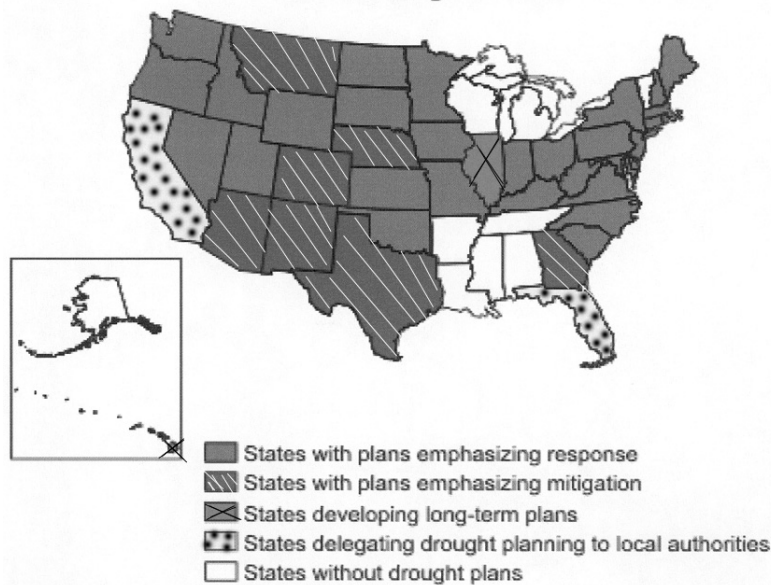 States with plans emphasizing response
States with plans emphasizing mitigation
States developing long-term plans
States delegating drought planning to local authorities
States without drought plans